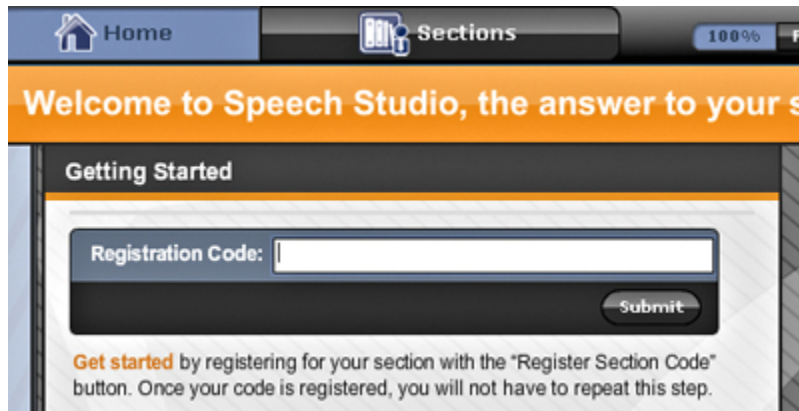 Home Sections 100%
Welcome to Speech Studio, the answer to your
Getting Started
Registration Code:
Submit
Get started by registering for your section with the “Register Section Code”
button. Once your code is registered, you will not have to repeat this step.